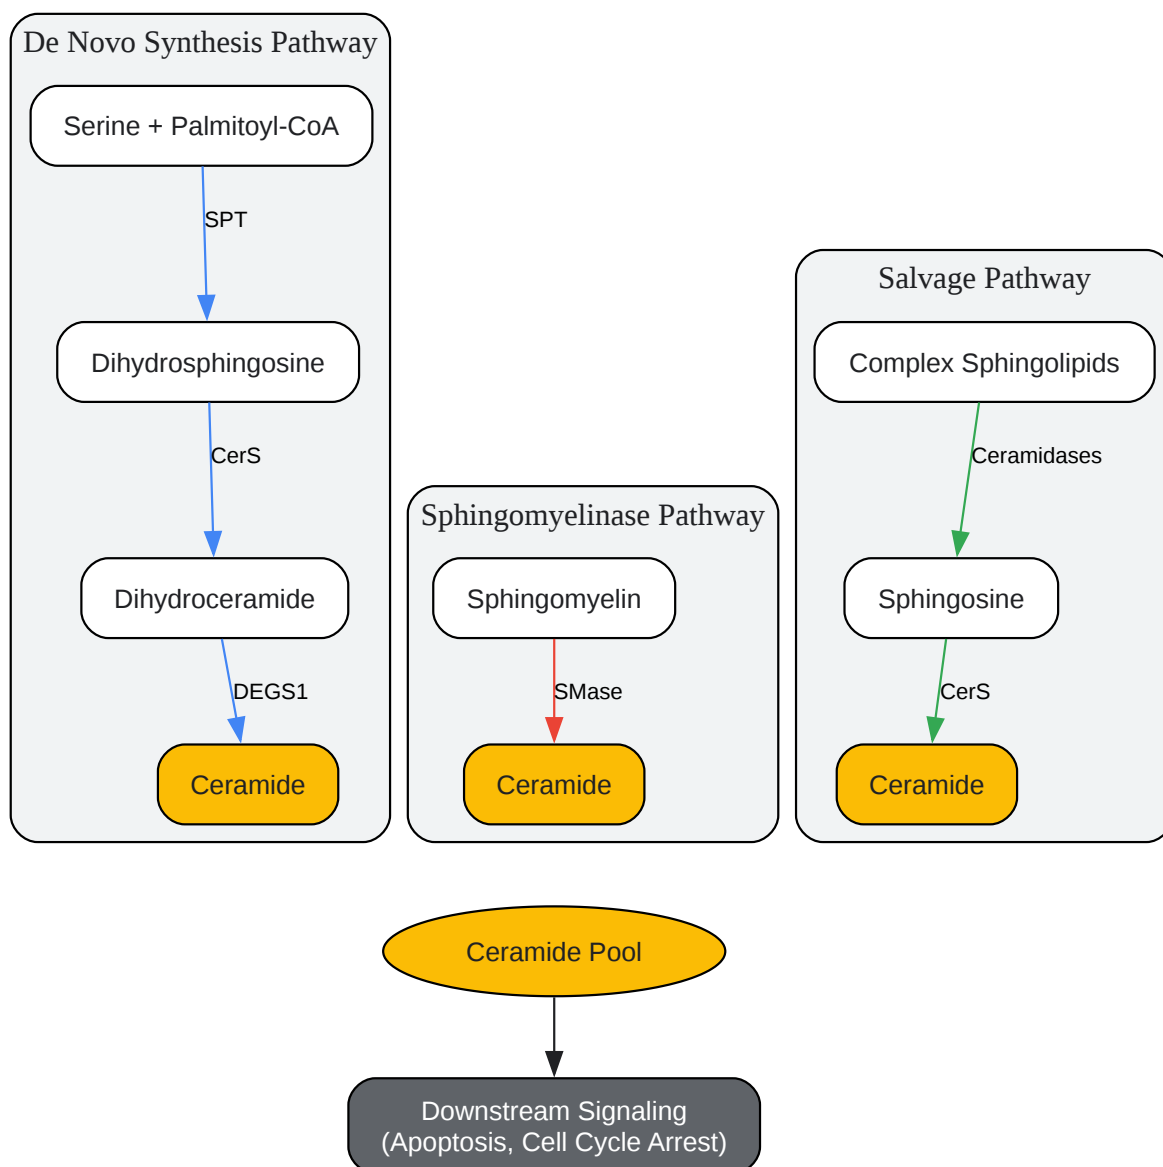 De Novo Synthesis Pathway
Serine + Palmitoyl-CoA
SPT
Dihydrosphingosine
CerS
Dihydroceramide
DEGS1
Ceramide
Sphingomyelinase Pathway
Sphingomyelin
SMase
Ceramide
Salvage Pathway
Complex Sphingolipids
Ceramidases
Sphingosine
CerS
Ceramide
Ceramide Pool
Downstream Signaling
(Apoptosis, Cell Cycle Arrest)